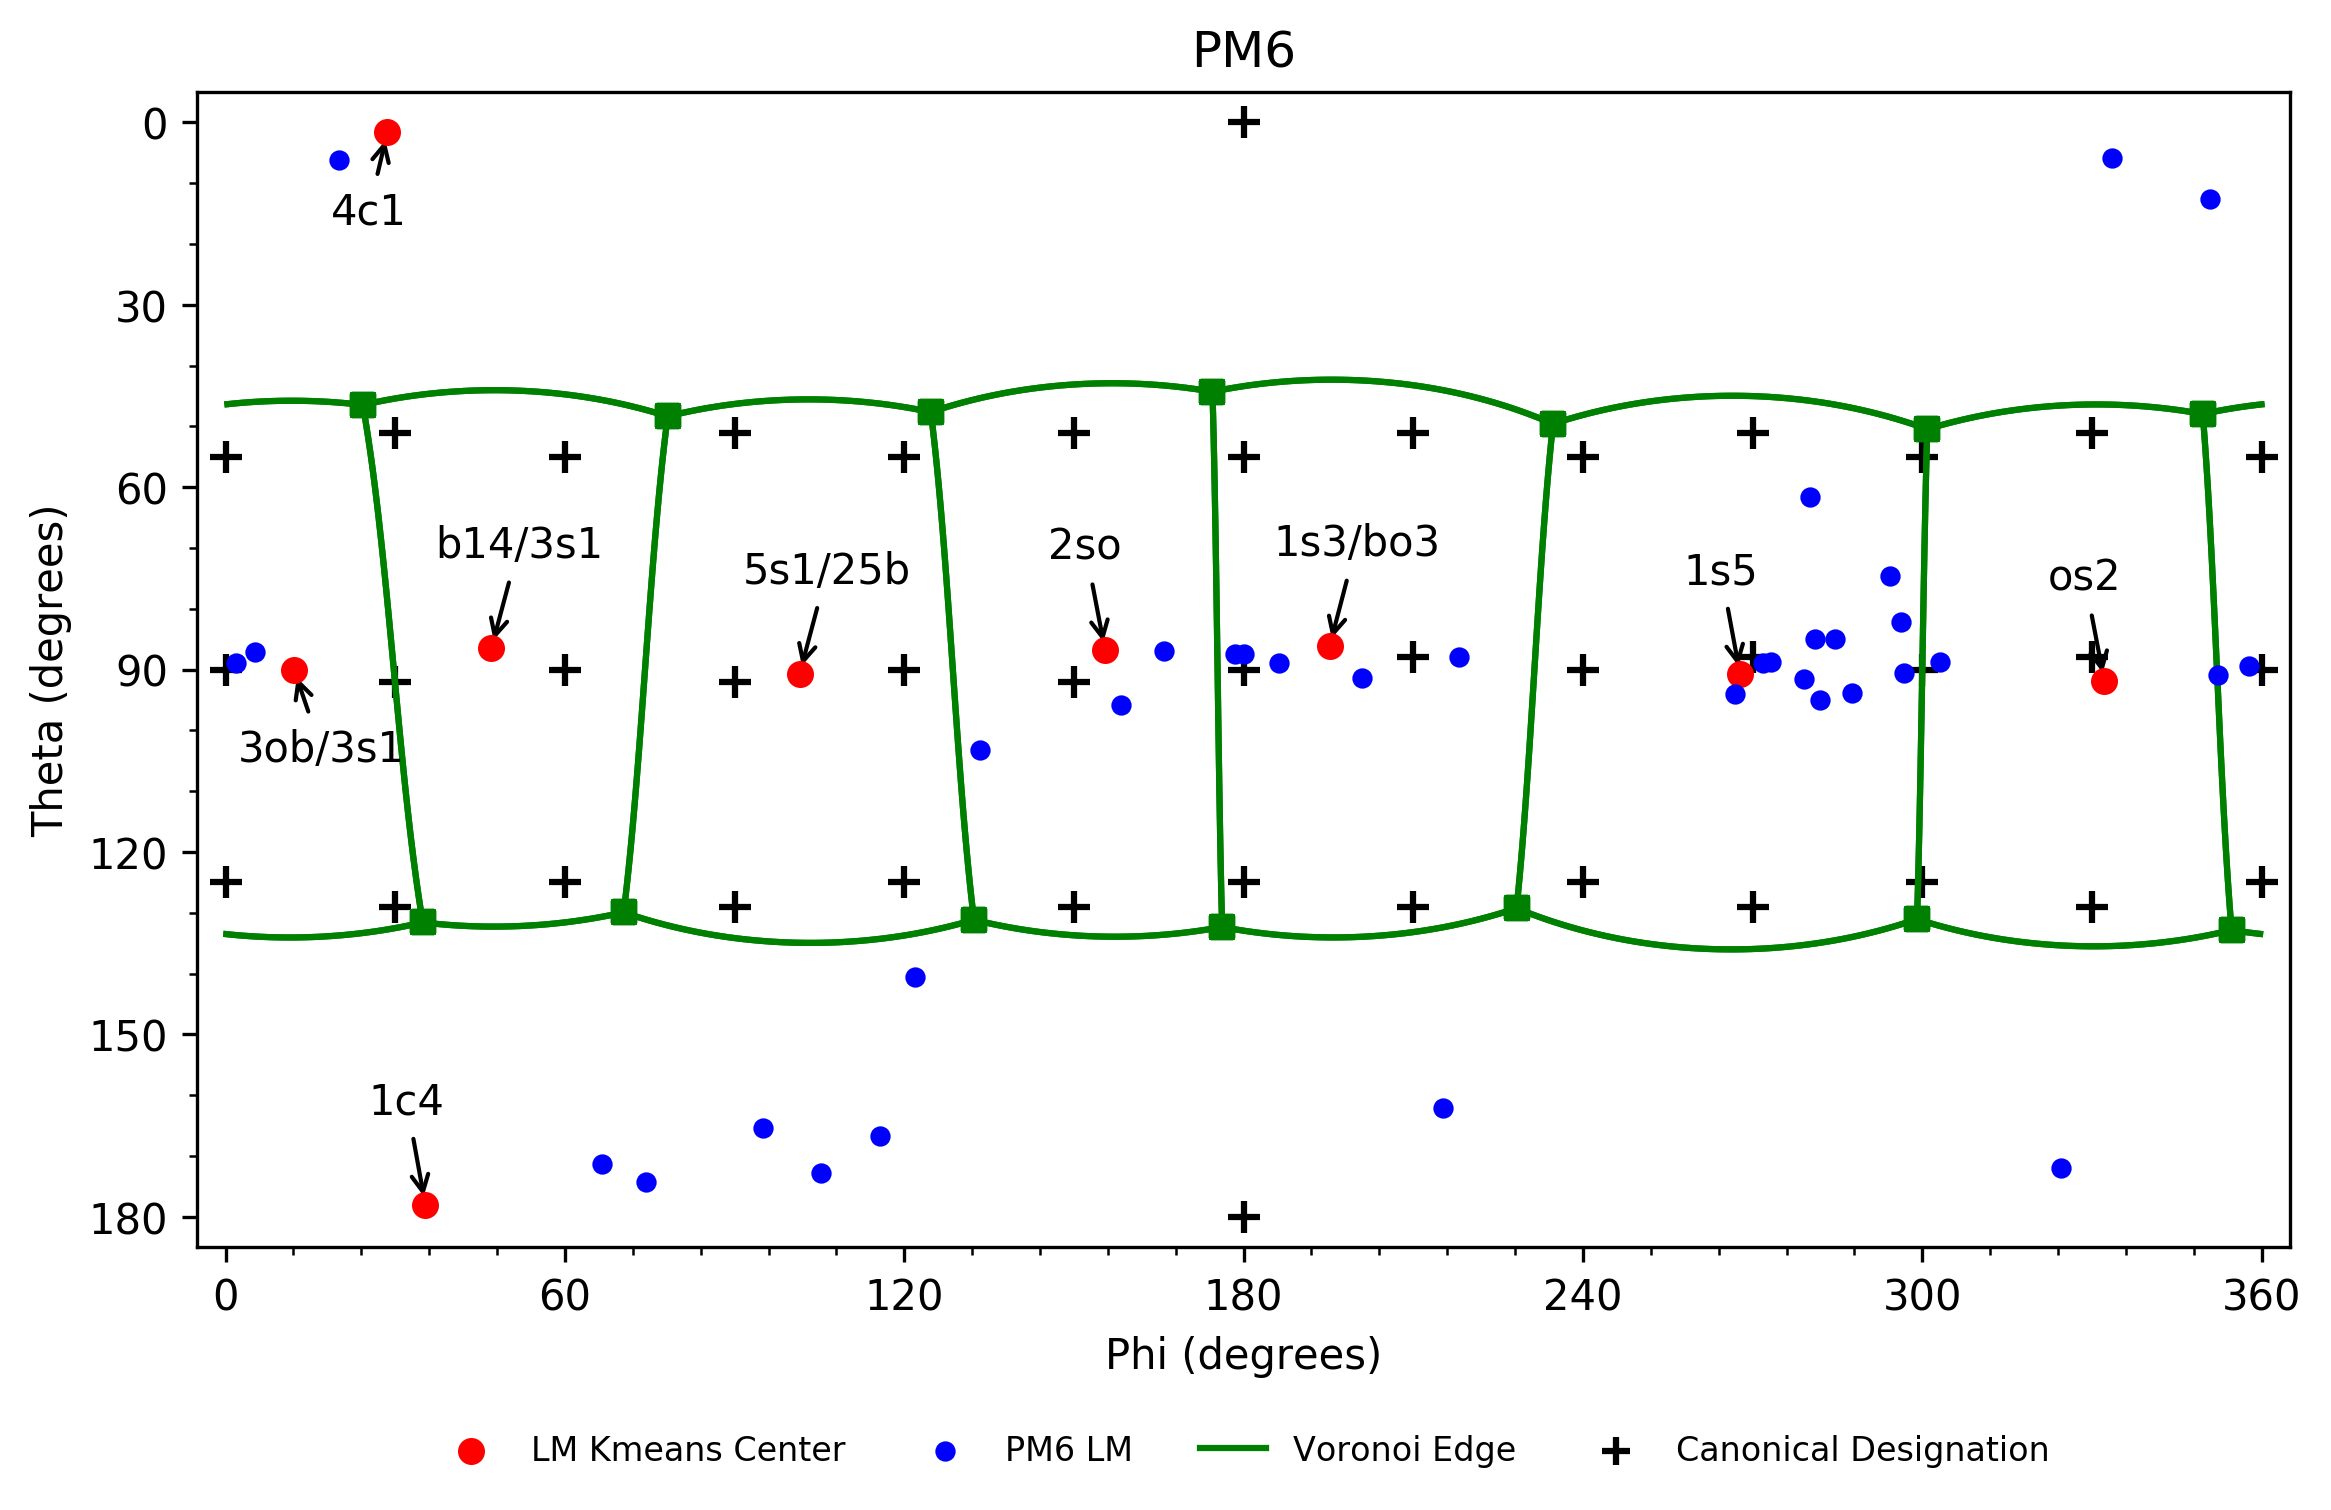 PM6
0
30
60
90
120
150
180
Theta (degrees)
4c1
b14/3s1
5s1/25b
2so
1s3/bo3
1s5
os2
3ob/3s1
1c4
0 60 120 180 240 300 360
Phi (degrees)
LM Kmeans Center PM6 LM Voronoi Edge Canonical Designation